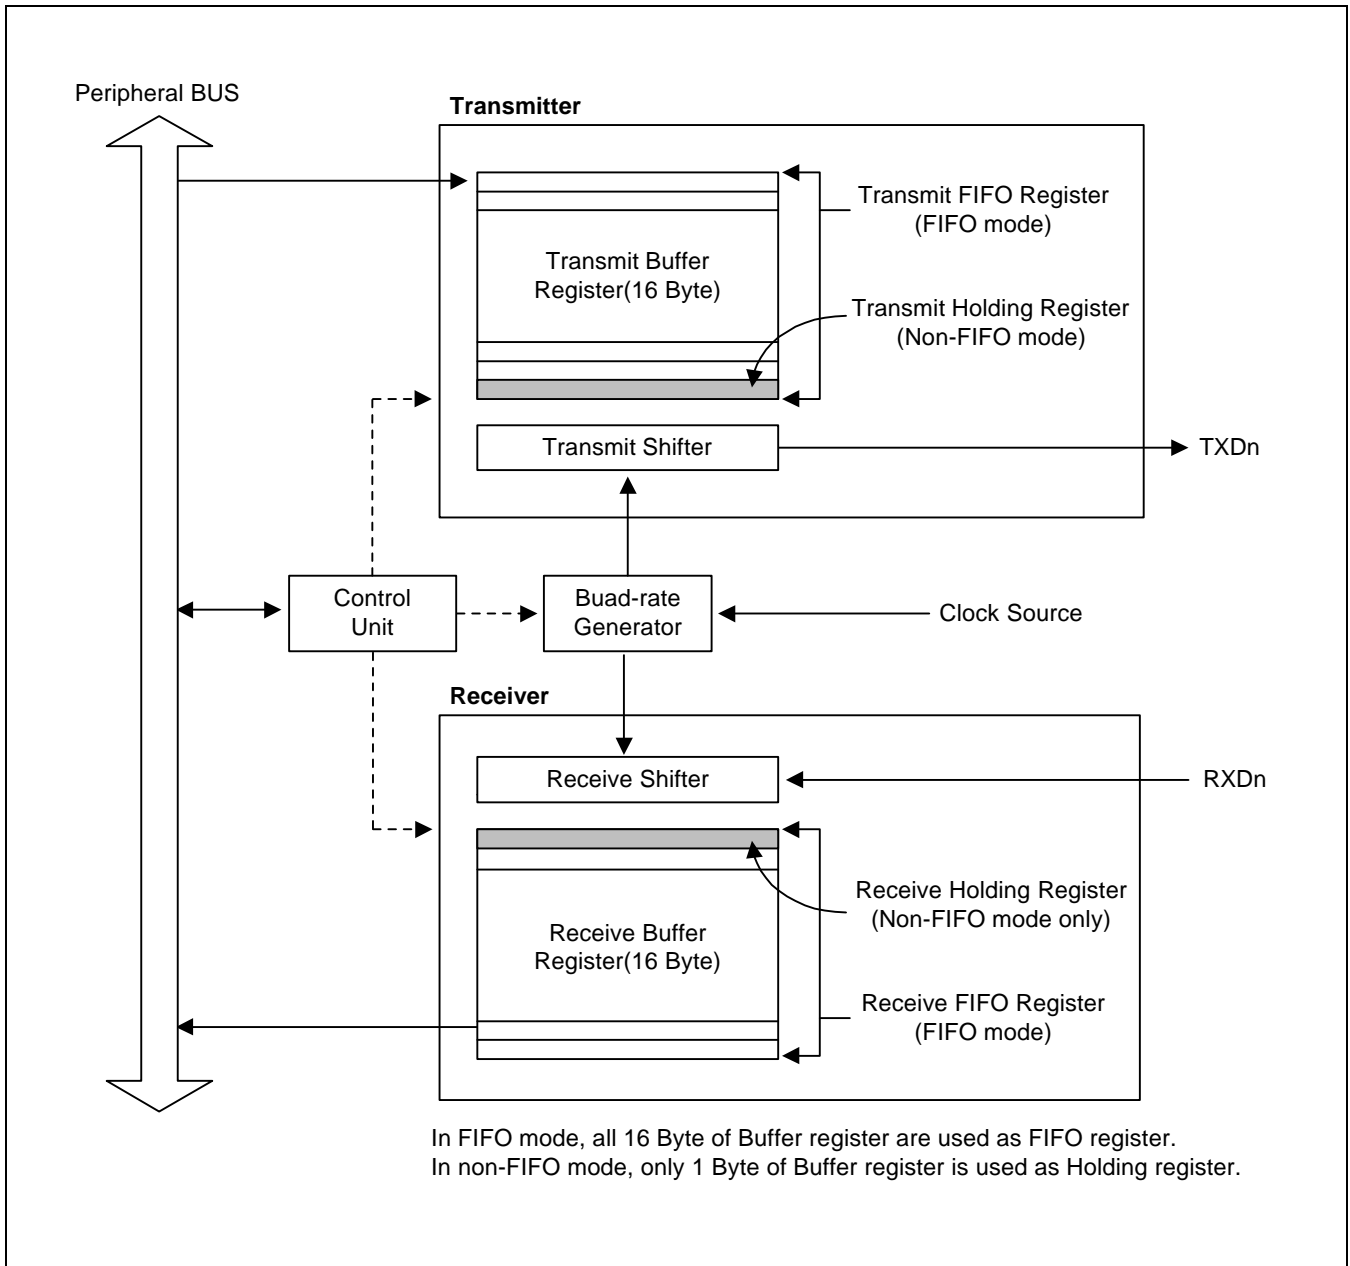 Peripheral BUS
Transmitter
Transmit FIFO Register
(FIFO mode)
Transmit Buffer
Register(16 Byte)
Transmit Holding Register
(Non-FIFO mode)
Transmit Shifter
TXDn
Control
Unit
Buad-rate
Generator
Clock Source
Receiver
Receive Shifter
RXDn
Receive Holding Register
(Non-FIFO mode only)
Receive Buffer
Register(16 Byte)
Receive FIFO Register
(FIFO mode)
In FIFO mode, all 16 Byte of Buffer register are used as FIFO register.
In non-FIFO mode, only 1 Byte of Buffer register is used as Holding register.